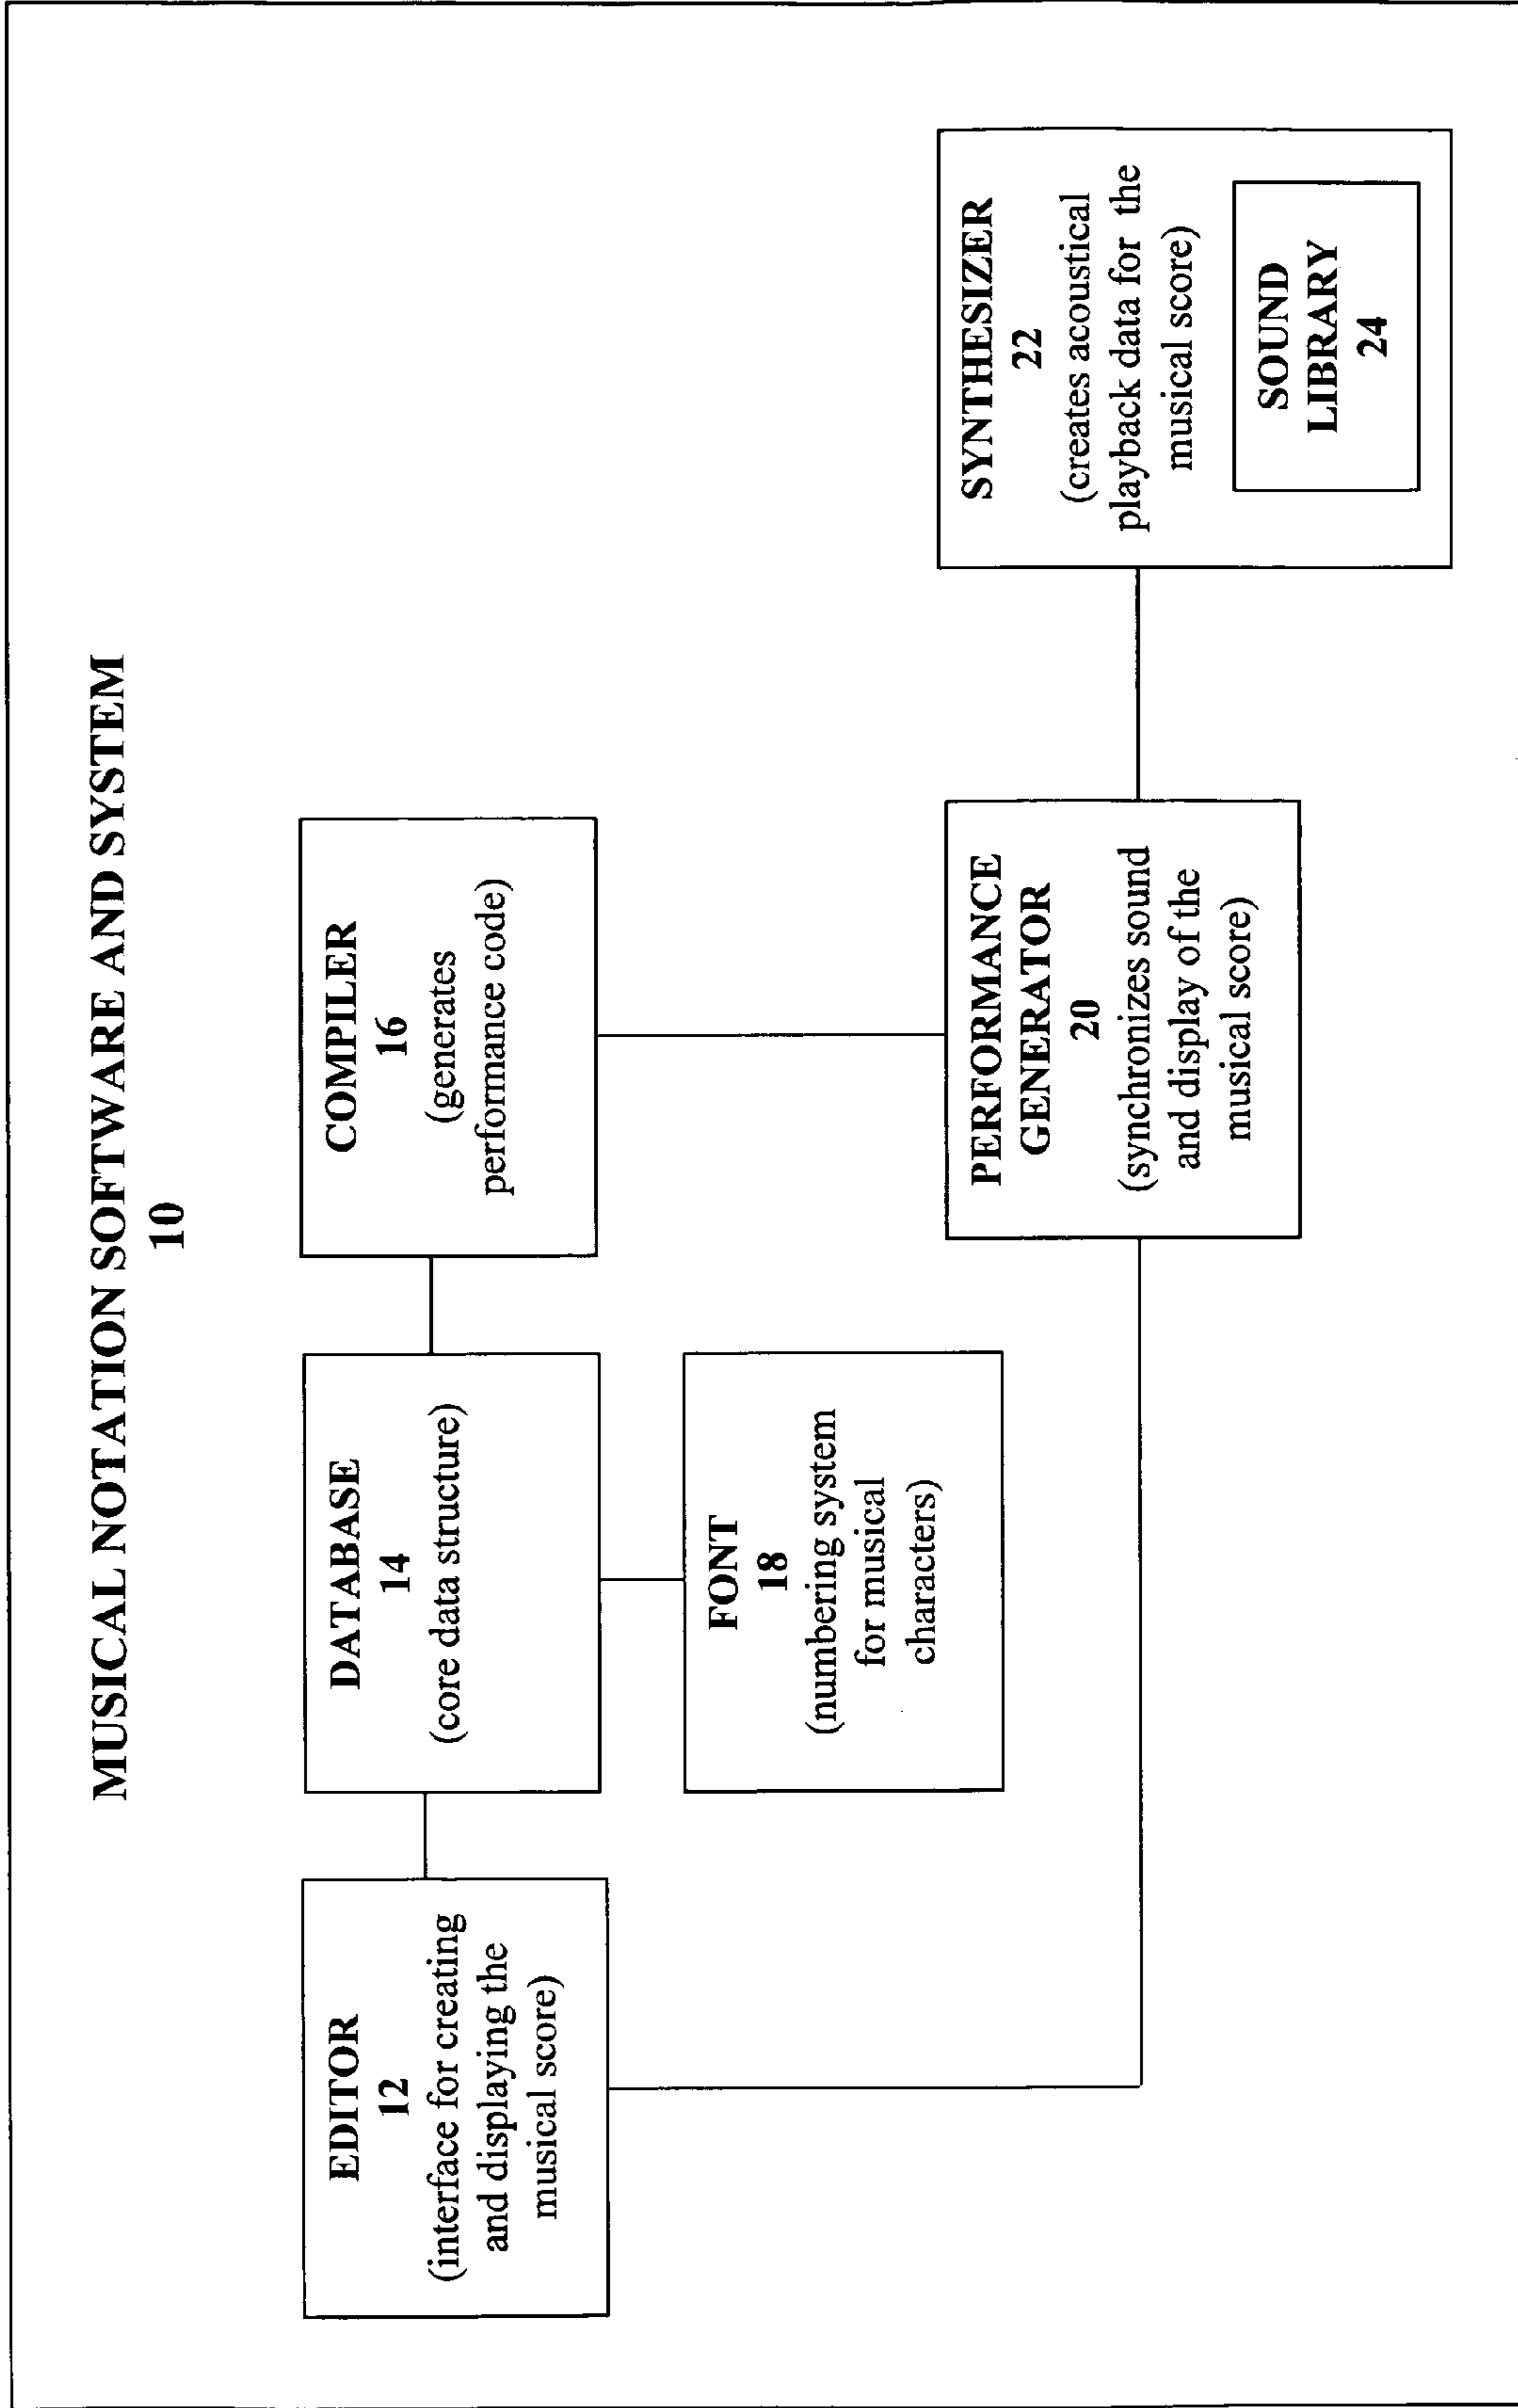 MUSICAL NOTATION SOFTWARE AND SYSTEM
10
EDITOR
12
(interface for creating
and displaying the
musical score)
DATABASE
14
(core data structure)
COMPILER
16
(generates
performance code)
FONT
18
(numbering system
for musical
characters)
PERFORMANCE
GENERATOR
20
(synchronizes sound
and display of the
musical score)
SYNTHESIZER
22
(creates acoustical
playback data for the
musical score)
SOUND
LIBRARY
24